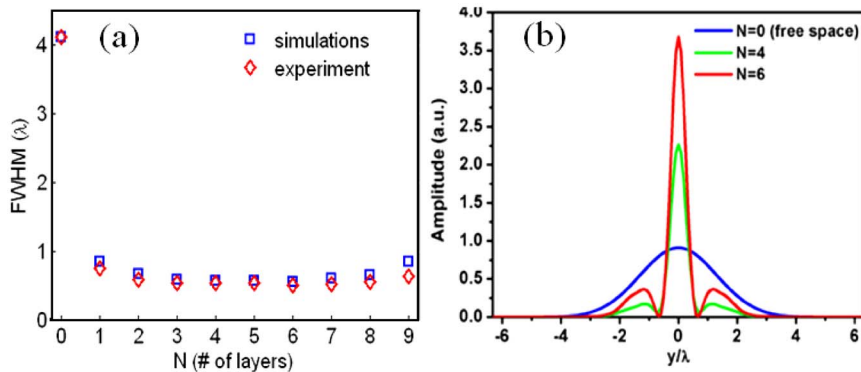 (a)
simulations
experiment
FWHM (λ)
4
3
2
1
0
0 1 2 3 4 5 6 7 8 9
N (# of layers)
(b)
N=0 (free space)
N=4
N=6
Amplitude (a.u.)
4.0
3.5
3.0
2.5
2.0
1.5
1.0
0.5
0.0
-6 -4 -2 0 2 4 6
y/λ